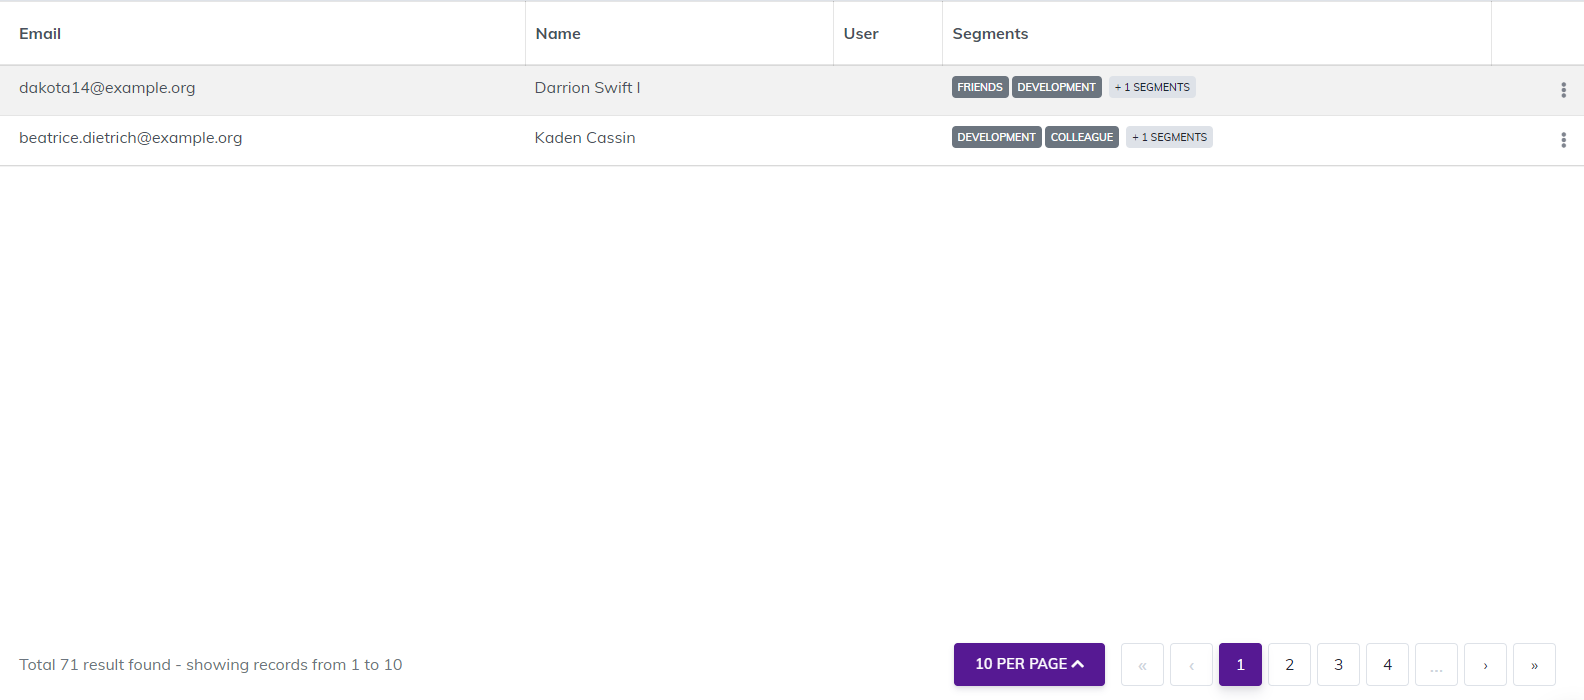 Email Name User Segments
dakota14@example.org Darrion Swift I FRIENDS DEVELOPMENT + 1 SEGMENTS
beatrice.dietrich@example.org Kaden Cassin DEVELOPMENT COLLEAGUE + 1 SEGMENTS
Total 71 result found - showing records from 1 to 10 10 PER PAGE « ‹ 1 2 3 4 ... › »